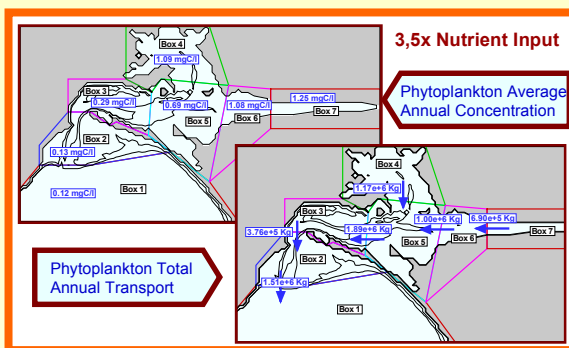 3,5x Nutrient Input
Box 4
1.09 mgC/l
Box 3
0.29 mgC/l
0.69 mgC/l
1.08 mgC/l
1.25 mgC/l
Box 7
Box 6
Box 5
Box 2
0.13 mgC/l
0.12 mgC/l
Box 1
Phytoplankton Average
Annual Concentration
Box 4
1.17e+6 Kg
Box 3
3.76e+5 Kg
1.89e+6 Kg
1.00e+6 Kg
6.90e+5 Kg
Box 7
Box 6
Box 5
Box 2
1.51e+6 Kg
Box 1
Phytoplankton Total
Annual Transport